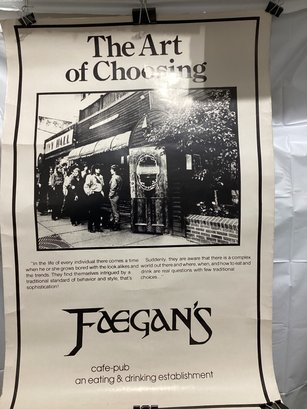 The Art
of Choosing
HALL
"In the life of every individual there comes a time
when he or she grows bored with the look alikes and
the trends. They find themselves intrigued by a
traditional standard of behavior and style; that's
sophistication!
Suddenly, they are aware that there is a complex
world out there and where, when, and how to eat and
drink are real questions with few traditional
choices..."
FAEGAN'S
cafe-pub
an eating & drinking establishment